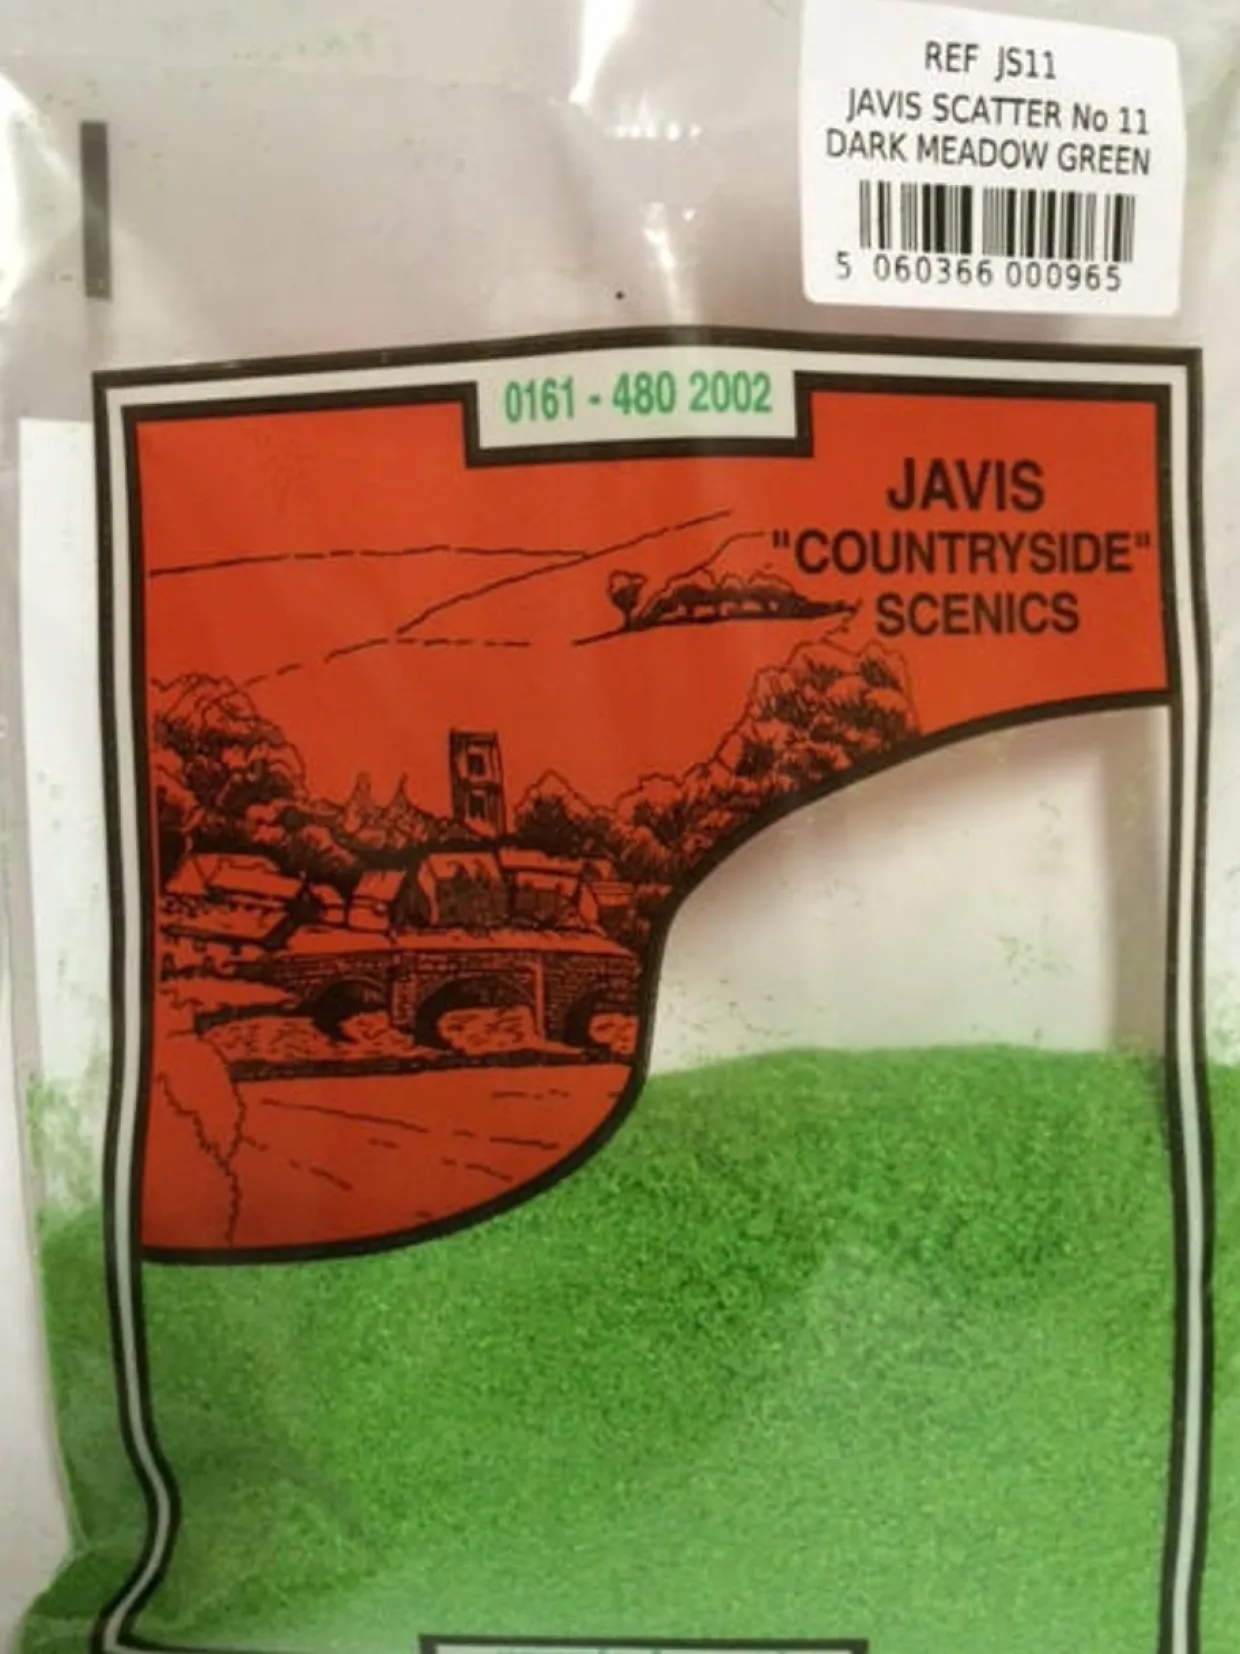 REF JS11
JAVIS SCATTER No 11
DARK MEADOW GREEN
5 060366 000965
0161 - 480 2002
JAVIS
"COUNTRYSIDE"
SCENICS